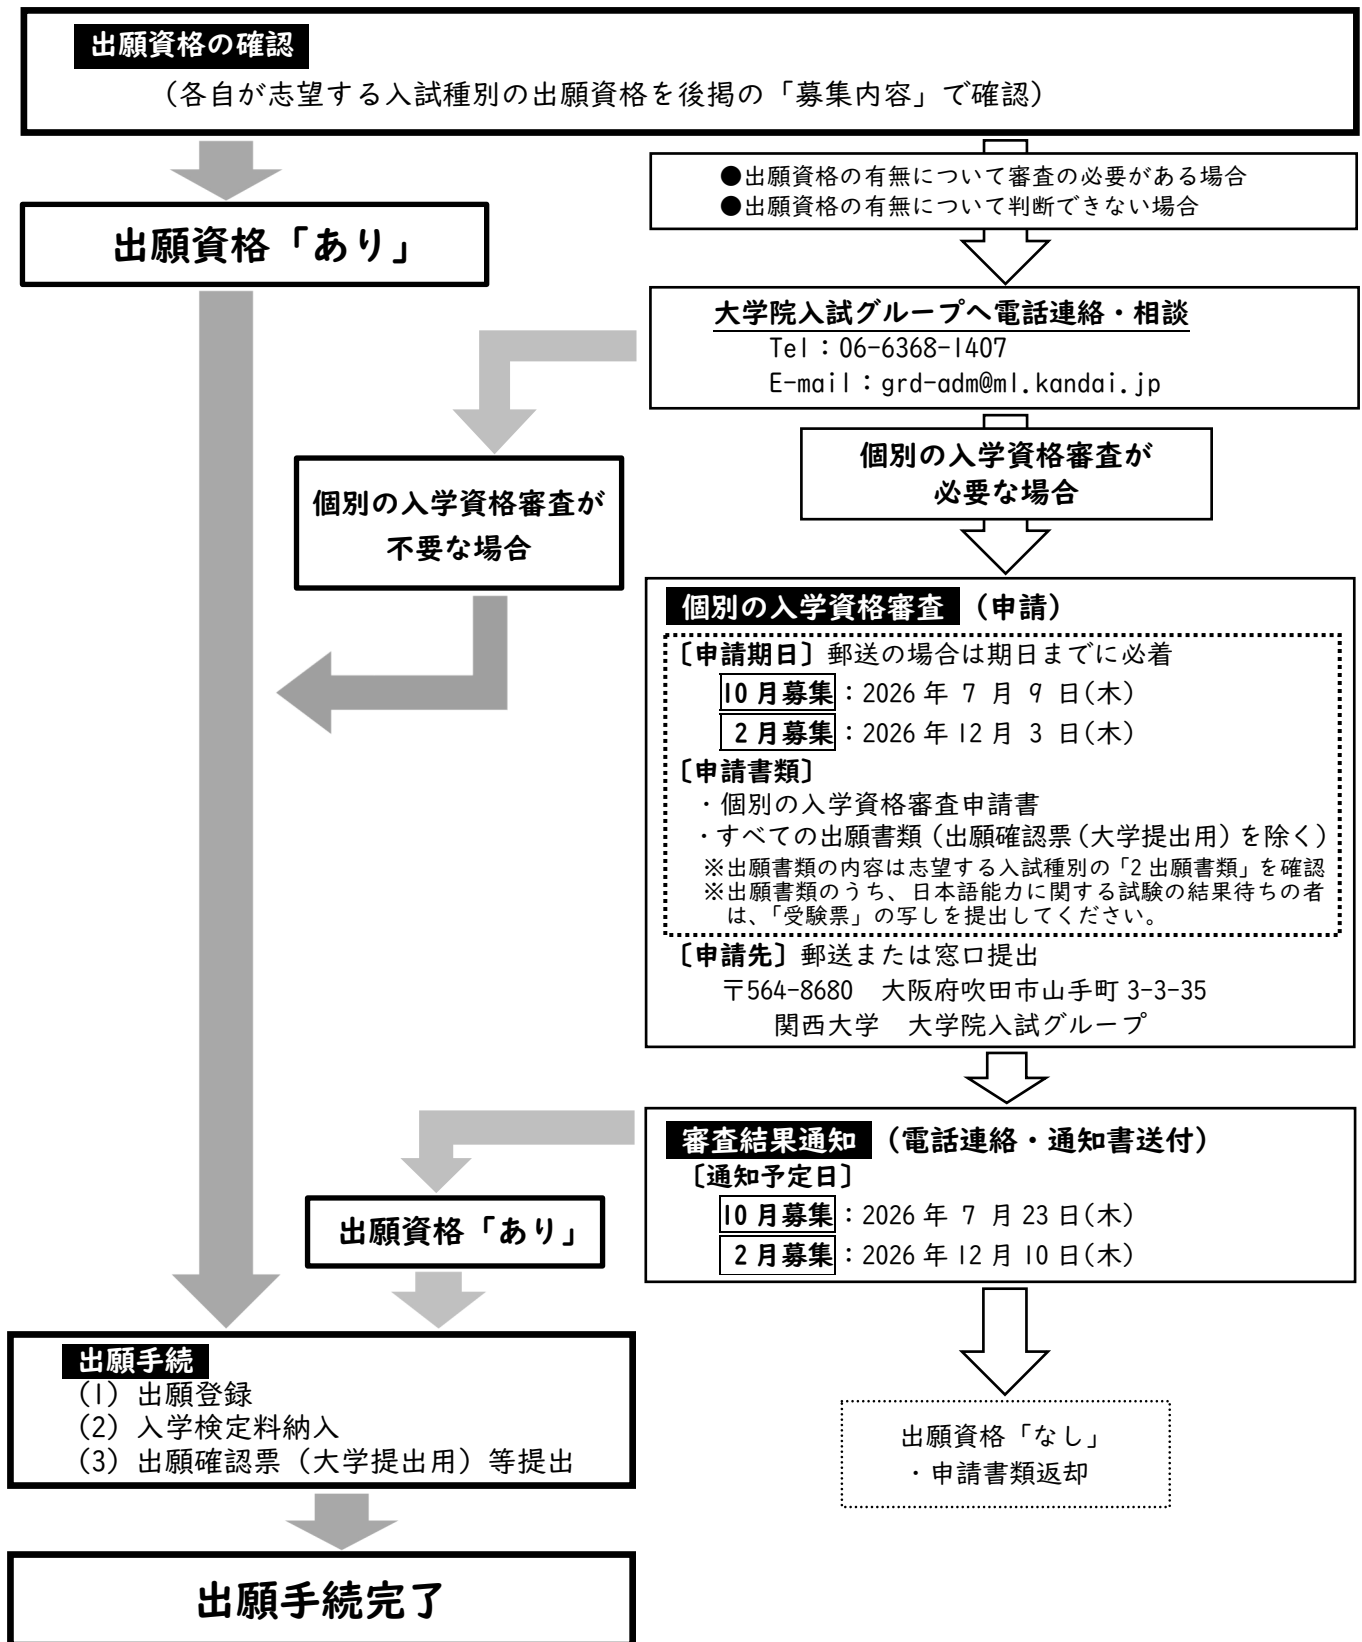 出願資格の確認
（各自が志望する入試種別の出願資格を後掲の「募集内容」で確認）
●出願資格の有無について審査の必要がある場合
●出願資格の有無について判断できない場合
出願資格「あり」
大学院入試グループへ電話連絡・相談
Tel：06-6368-1407
E-mail：grd-adm@ml.kandai.jp
個別の入学資格審査が
不要な場合
個別の入学資格審査が
必要な場合
個別の入学資格審査（申請）
〔申請期日〕郵送の場合は期日までに必着
10月募集：2026年 7 月 9 日(木)
2月募集：2026年12月 3 日(木)
〔申請書類〕
・個別の入学資格審査申請書
・すべての出願書類（出願確認票（大学提出用）を除く）
※出願書類の内容は志望する入試種別の「2出願書類」を確認
※出願書類のうち、日本語能力に関する試験の結果待ちの者
は、「受験票」の写しを提出してください。
〔申請先〕郵送または窓口提出
〒564-8680　大阪府吹田市山手町3-3-35
関西大学　大学院入試グループ
審査結果通知（電話連絡・通知書送付）
〔通知予定日〕
10月募集：2026年 7 月23日(木)
2月募集：2026年12月10日(木)
出願資格「あり」
出願手続
（1）出願登録
（2）入学検定料納入
（3）出願確認票（大学提出用）等提出
出願資格「なし」
・申請書類返却
出願手続完了